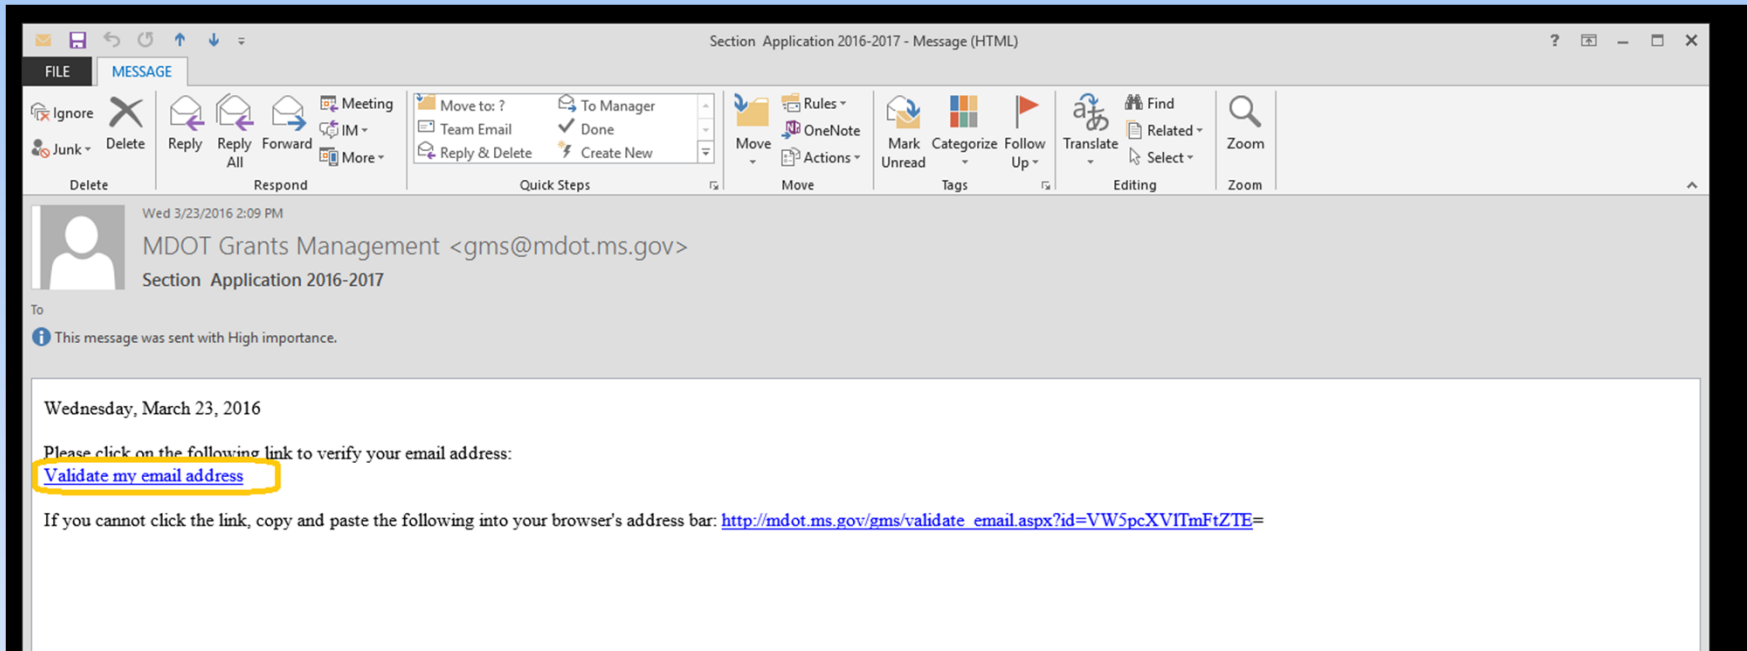 Section  Application 2016-2017 - Message (HTML)
FILE
MESSAGE
Ignore
Junk
Delete
Delete
Reply
Reply All
Forward
Meeting
IM
More
Respond
Move to: ?
Team Email
Reply & Delete
To Manager
Done
Create New
Quick Steps
Move
Rules
OneNote
Actions
Move
Mark Unread
Categorize
Follow Up
Tags
Translate
Find
Related
Select
Editing
Zoom
Zoom
Wed 3/23/2016 2:09 PM
MDOT Grants Management <gms@mdot.ms.gov>
Section  Application 2016-2017
To
This message was sent with High importance.
Wednesday, March 23, 2016
Please click on the following link to verify your email address:
Validate my email address
If you cannot click the link, copy and paste the following into your browser's address bar: http://mdot.ms.gov/gms/validate_email.aspx?id=VW5pcXVlTmFtZTE=